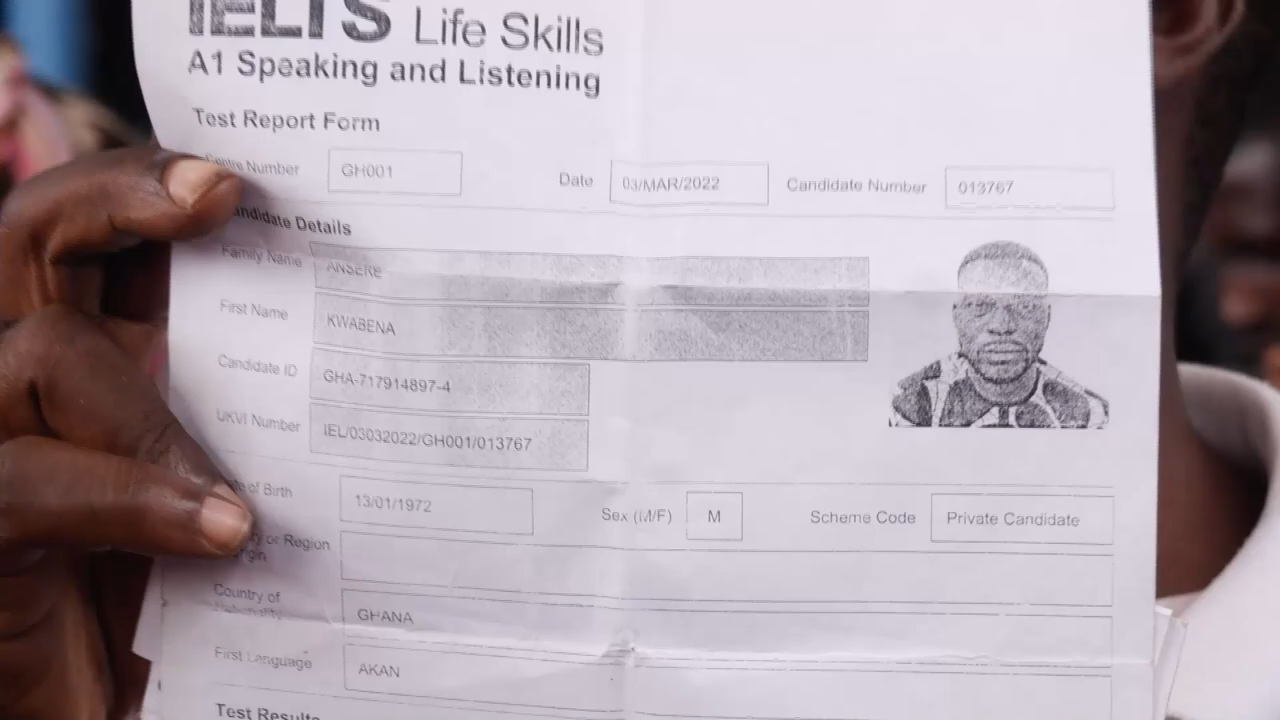 IELTS Life Skills
A1 Speaking and Listening
Test Report Form
Centre Number GH001 Date 03/MAR/2022 Candidate Number 013767
Candidate Details
Family Name ANSERE
First Name KWABENA
Candidate ID GHA-717914897-4
UKVI Number IEL/03032022/GH001/013767
of Birth 13/01/1972 Sex (M/F) M Scheme Code Private Candidate
or Region
Country of
Nationality GHANA
First Language AKAN
Test Results